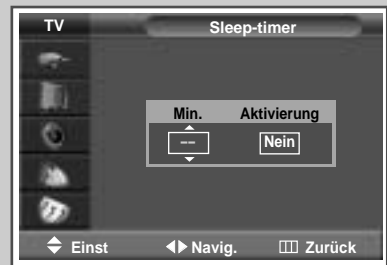 TV Sleep-timer
Min. Aktivierung
-- Nein
Einst Navig. Zurück